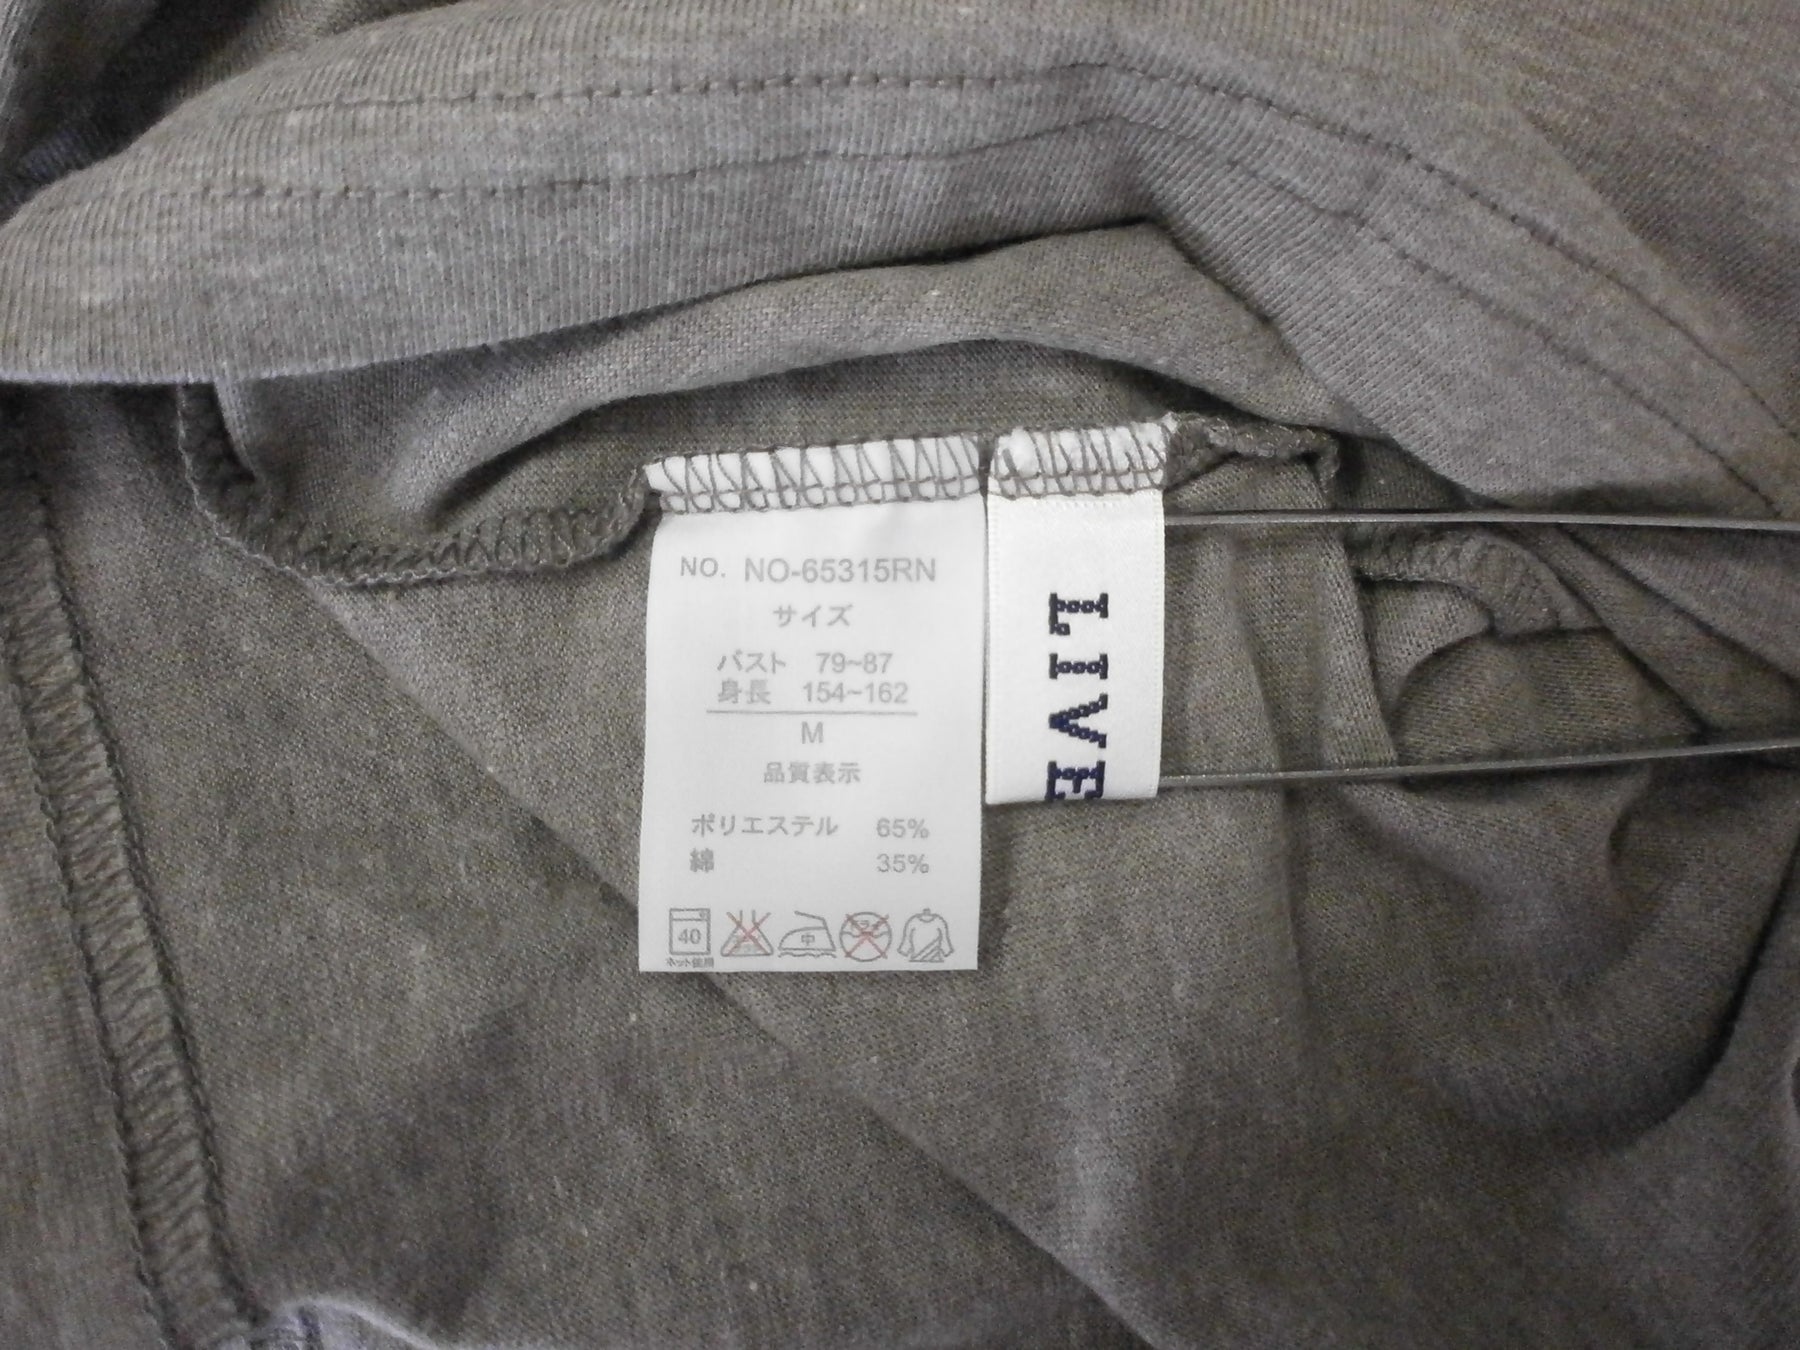 NO. NO-65315RN
サイズ
バスト 79~87
身長 154~162
M
品質表示
ポリエステル 65%
綿 35%
40
中
ネット使用
LIVE